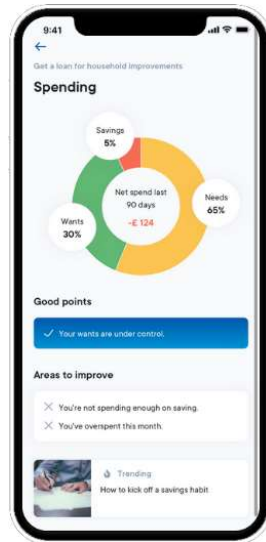 9:41
Get a loan for household improvements
Spending
Savings
5%
Net spend last
90 days
-£ 124
Needs
65%
Wants
30%
Good points
Your wants are under control.
Areas to improve
You're not spending enough on saving.
You've overspent this month.
Trending
How to kick off a savings habit